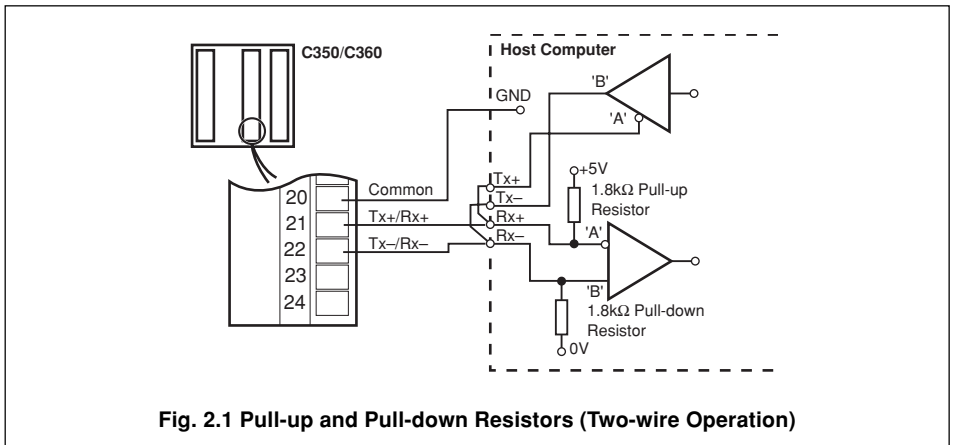 C350/C360
Host Computer
'B'
GND
'A'
+5V
Tx+
1.8kΩ Pull-up
Resistor
Tx–
20
Common
21
Tx+/Rx+
Rx+
'A'
22
Tx–/Rx–
Rx–
23
'B'
24
1.8kΩ Pull-down
Resistor
0V
Fig. 2.1 Pull-up and Pull-down Resistors (Two-wire Operation)